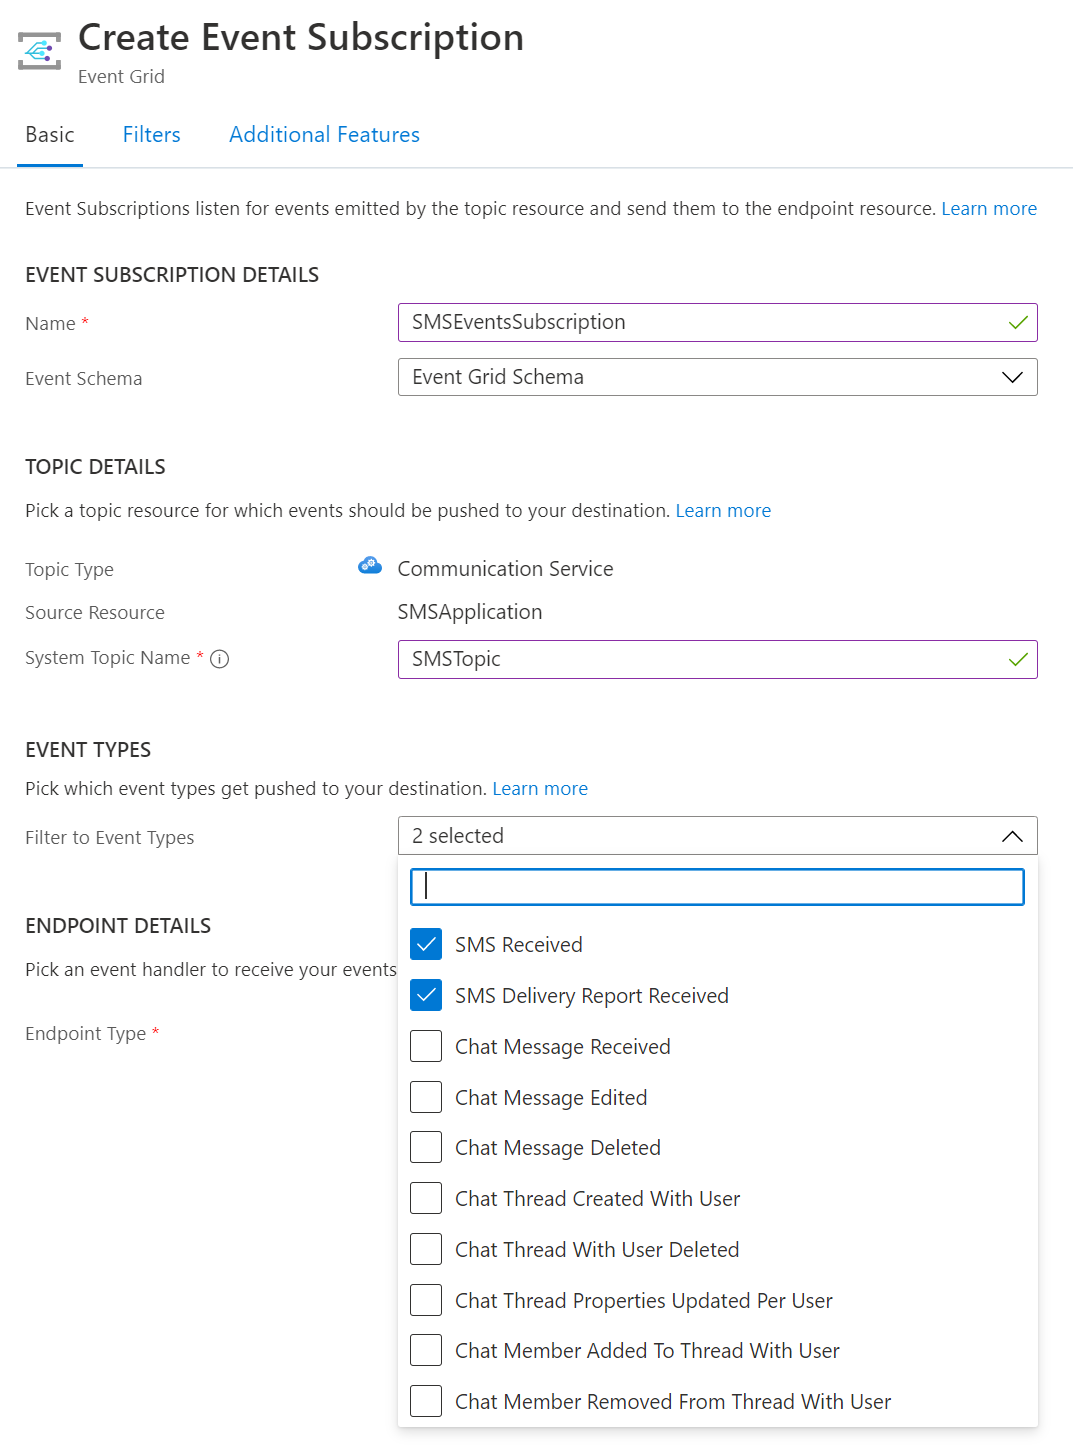 Create Event Subscription
Event Grid
Basic Filters Additional Features
Event Subscriptions listen for events emitted by the topic resource and send them to the endpoint resource. Learn more
EVENT SUBSCRIPTION DETAILS
Name * SMSEventsSubscription
Event Schema Event Grid Schema
TOPIC DETAILS
Pick a topic resource for which events should be pushed to your destination. Learn more
Topic Type Communication Service
Source Resource SMSApplication
System Topic Name * SMSTopic
EVENT TYPES
Pick which event types get pushed to your destination. Learn more
Filter to Event Types 2 selected
ENDPOINT DETAILS
Pick an event handler to receive your events
Endpoint Type *
SMS Received
SMS Delivery Report Received
Chat Message Received
Chat Message Edited
Chat Message Deleted
Chat Thread Created With User
Chat Thread With User Deleted
Chat Thread Properties Updated Per User
Chat Member Added To Thread With User
Chat Member Removed From Thread With User